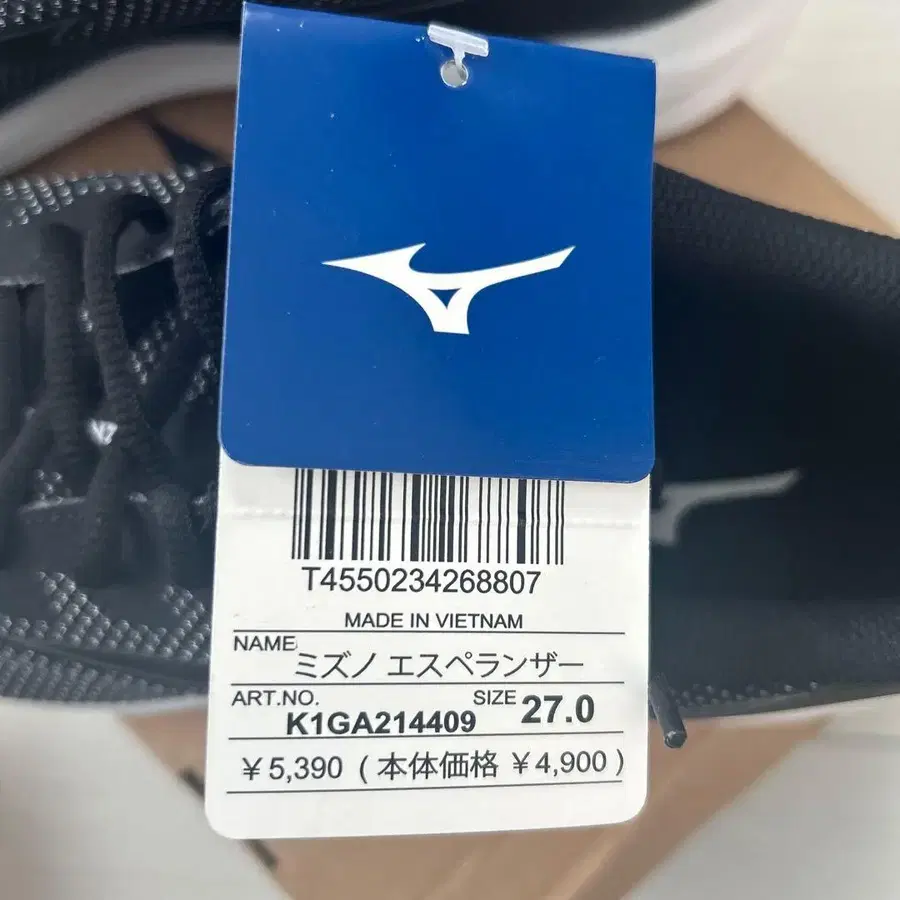 T4550234268807
MADE IN VIETNAM
NAME ミズノ エスペランザー
ART.NO. K1GA214409 SIZE 27.0
￥5,390 ( 本体価格 ￥4,900 )